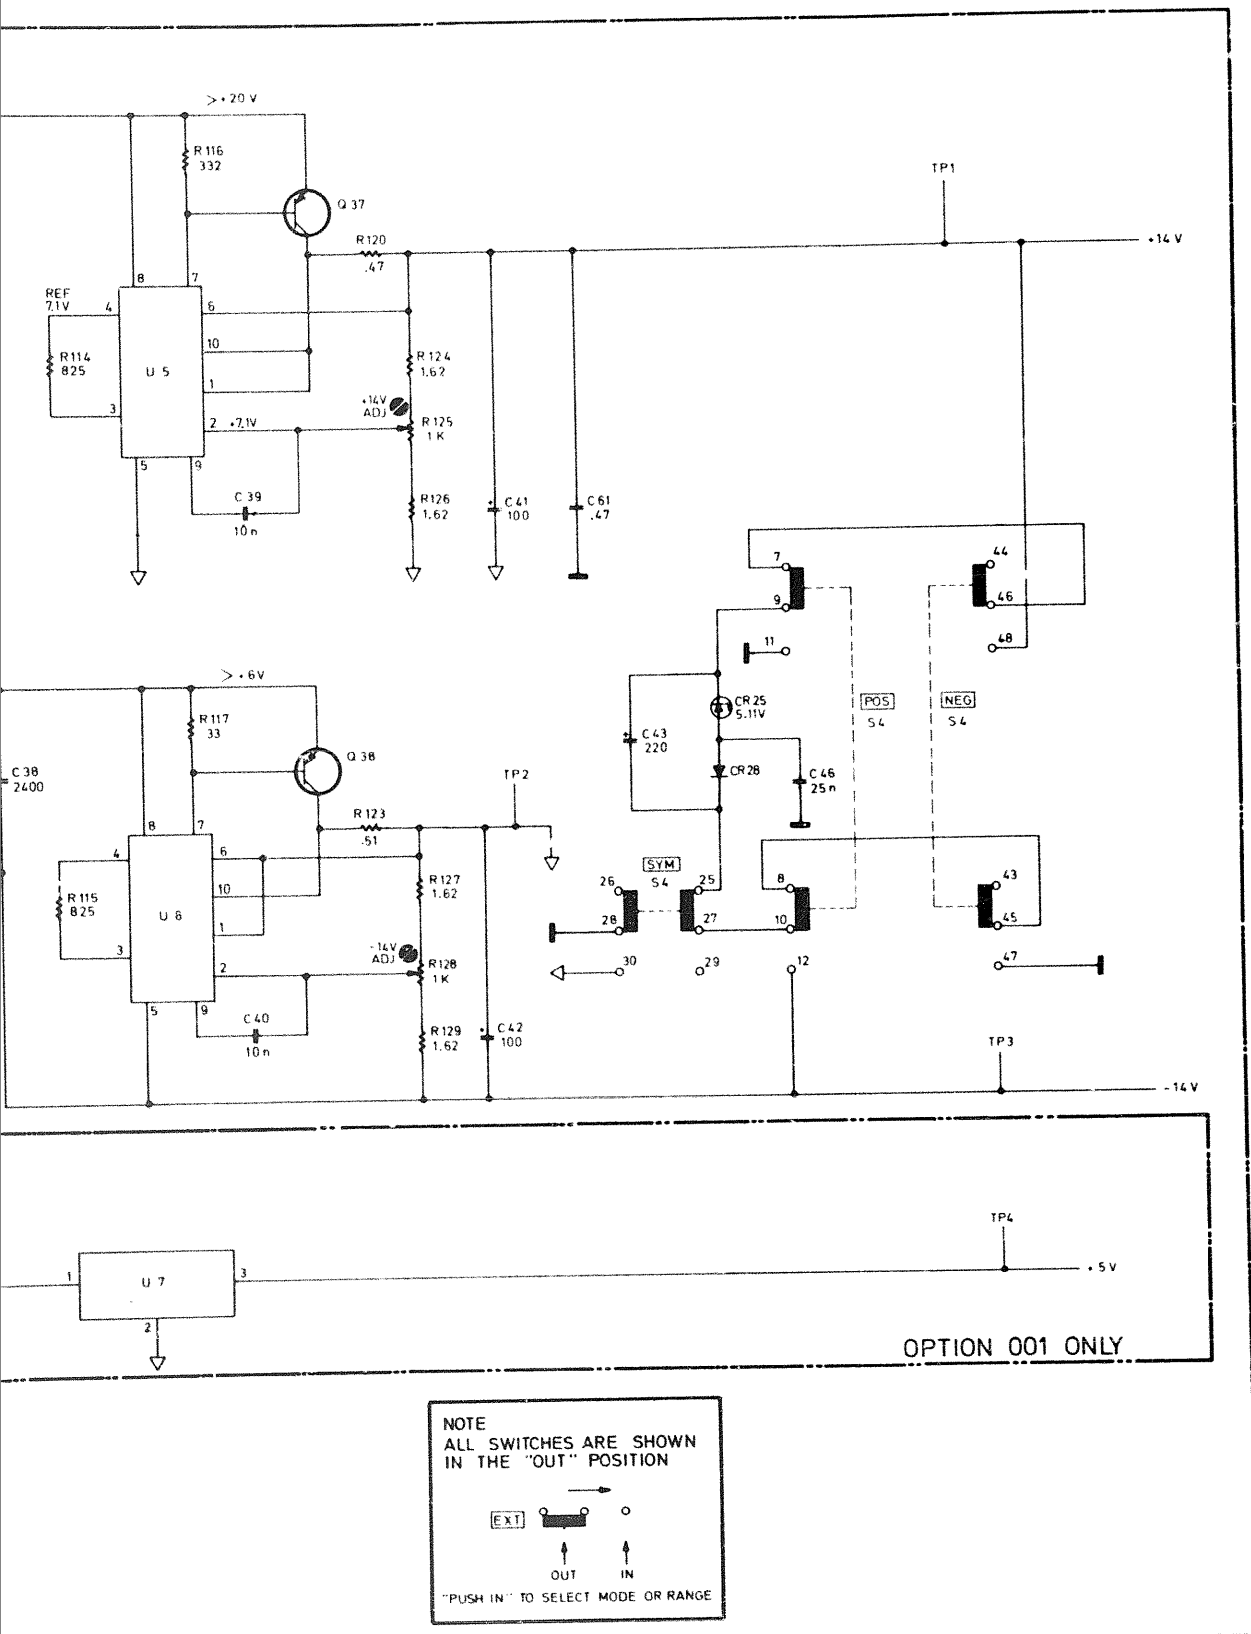 >+20V
R116
332
Q37
TP1
R120
.47
+14V
8
7
REF
7.1V
4
6
10
R114
825
U5
R124
1.62
1
3
+14V
ADJ
2
+7.1V
R125
1K
5
9
C39
10n
R126
1.62
C41
100
C61
.47
7
44
9
46
11
48
>+6V
R117
33
Q38
CR25
5.11V
POS
S4
NEG
S4
C43
220
C38
2400
TP2
CR28
C46
25n
R123
.51
8
7
4
6
SYM
S4
26
25
8
43
R115
825
10
U6
R127
1.62
28
27
10
45
1
3
-14V
ADJ
2
R128
1K
30
29
12
47
5
9
C40
10n
R129
1.62
C42
100
TP3
-14V
TP4
1
U7
3
+5V
2
OPTION 001 ONLY
NOTE
ALL SWITCHES ARE SHOWN
IN THE "OUT" POSITION
EXT
OUT
IN
"PUSH IN" TO SELECT MODE OR RANGE